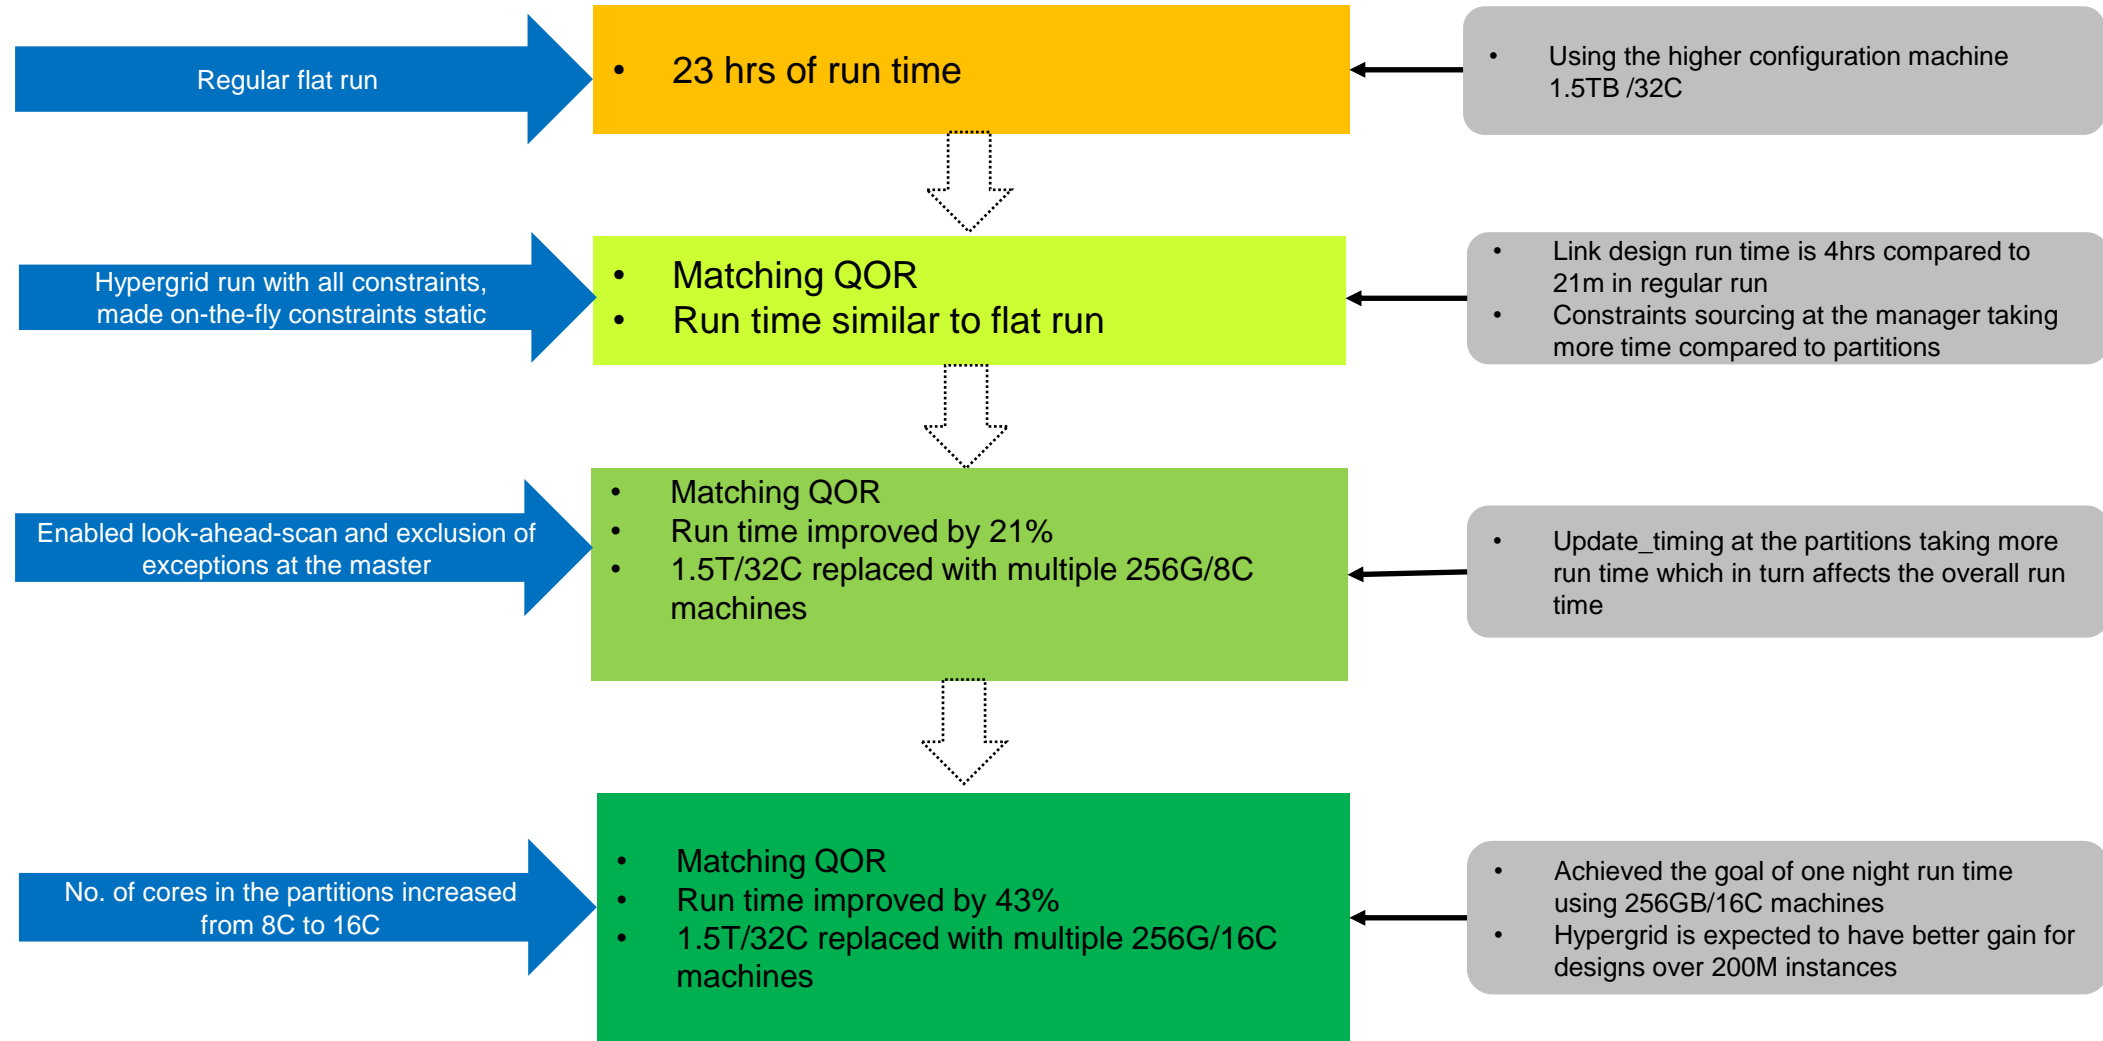 Regular flat run
• 23 hrs of run time
• Using the higher configuration machine
1.5TB /32C
Hypergrid run with all constraints,
made on-the-fly constraints static
• Matching QOR
• Run time similar to flat run
• Link design run time is 4hrs compared to
21m in regular run
• Constraints sourcing at the manager taking
more time compared to partitions
Enabled look-ahead-scan and exclusion of
exceptions at the master
• Matching QOR
• Run time improved by 21%
• 1.5T/32C replaced with multiple 256G/8C
machines
• Update_timing at the partitions taking more
run time which in turn affects the overall run
time
No. of cores in the partitions increased
from 8C to 16C
• Matching QOR
• Run time improved by 43%
• 1.5T/32C replaced with multiple 256G/16C
machines
• Achieved the goal of one night run time
using 256GB/16C machines
• Hypergrid is expected to have better gain for
designs over 200M instances